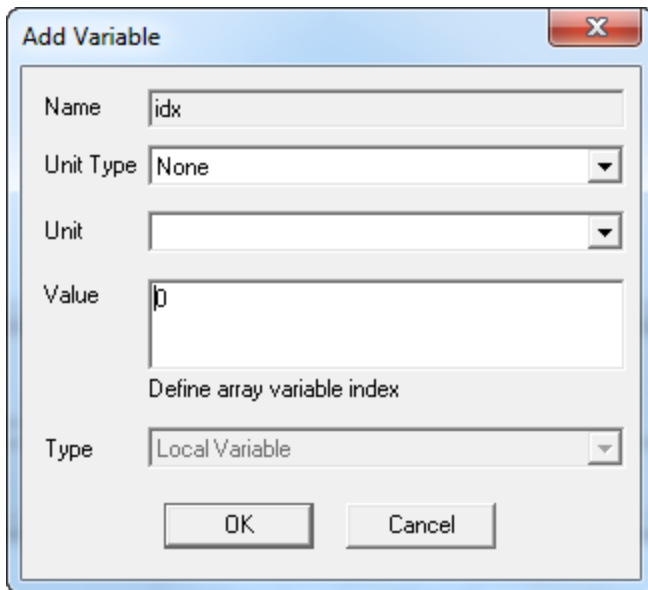 Add Variable
Name idx
Unit Type None
Unit
Value 0
Define array variable index
Type Local Variable
OK Cancel